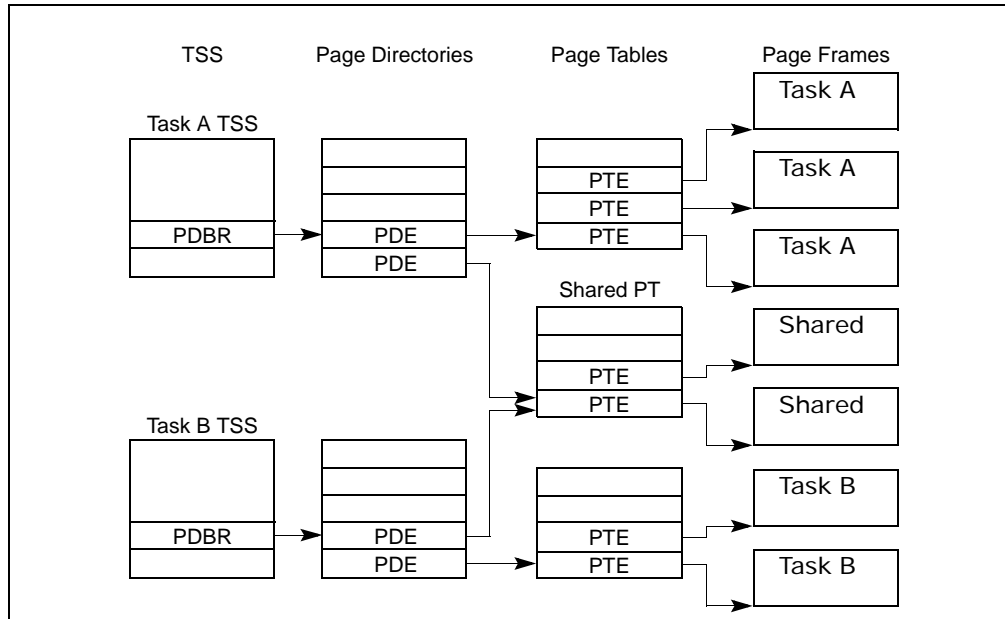 TSS Page Directories Page Tables Page Frames
Task A
Task A TSS
Task A
PTE
PTE
PDBR PDE PTE
Task A
PDE
Shared PT
Shared
PTE
PTE
Shared
Task B TSS
Task B
PDBR PDE PTE
PDE PTE
Task B